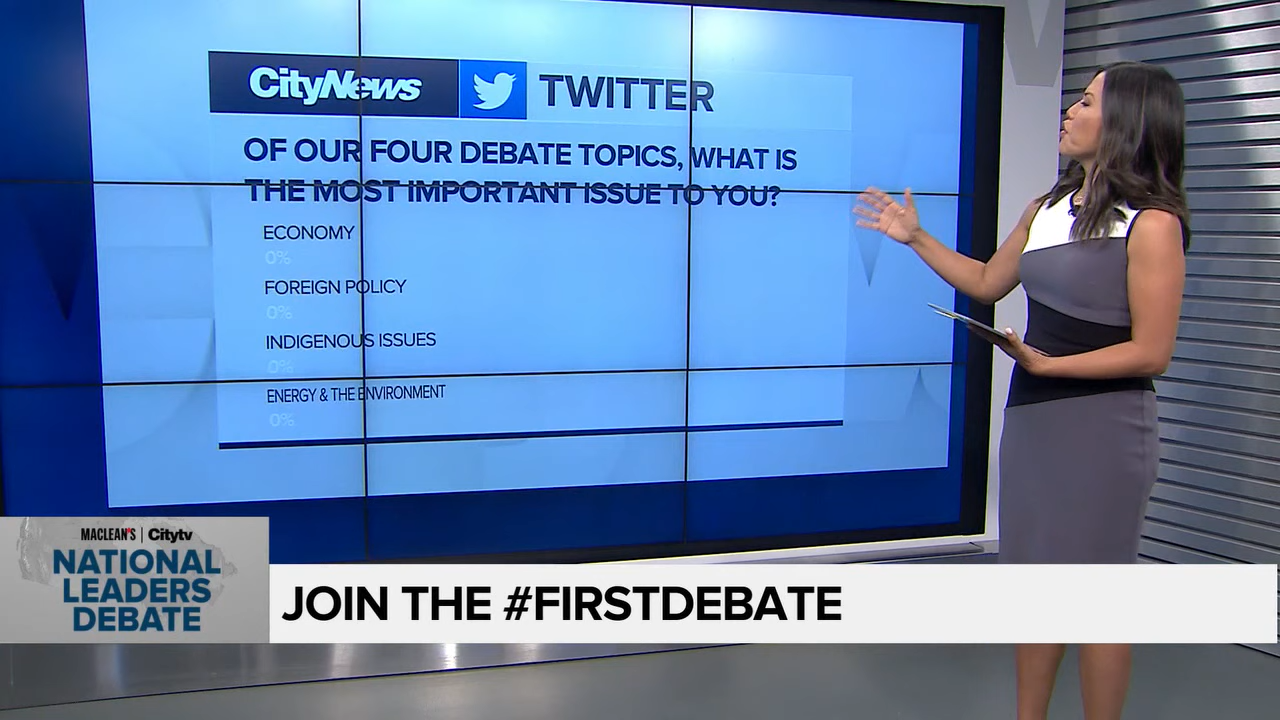 CityNews TWITTER
OF OUR FOUR DEBATE TOPICS, WHAT IS
THE MOST IMPORTANT ISSUE TO YOU?
ECONOMY
0%
FOREIGN POLICY
0%
INDIGENOUS ISSUES
0%
ENERGY & THE ENVIRONMENT
0%
MACLEAN'S | Citytv
NATIONAL
LEADERS
DEBATE
JOIN THE #FIRSTDEBATE